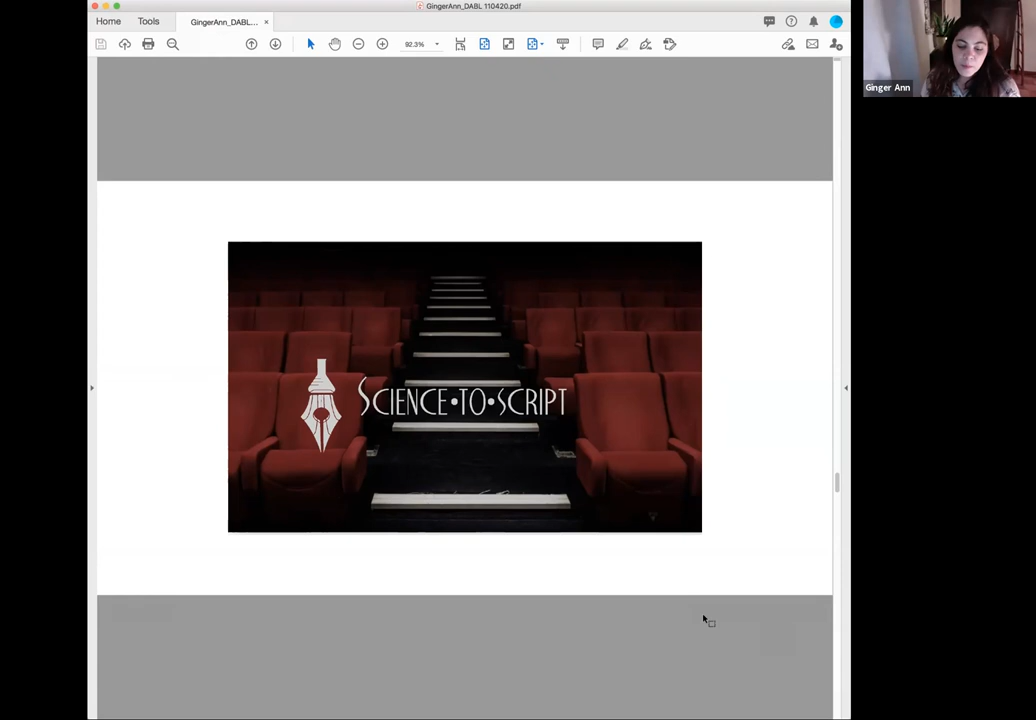 GingerAnn_DABL 110420.pdf
Home
Tools
GingerAnn_DABL...
×
92.3%
Ginger Ann
SCIENCE•TO•SCRIPT